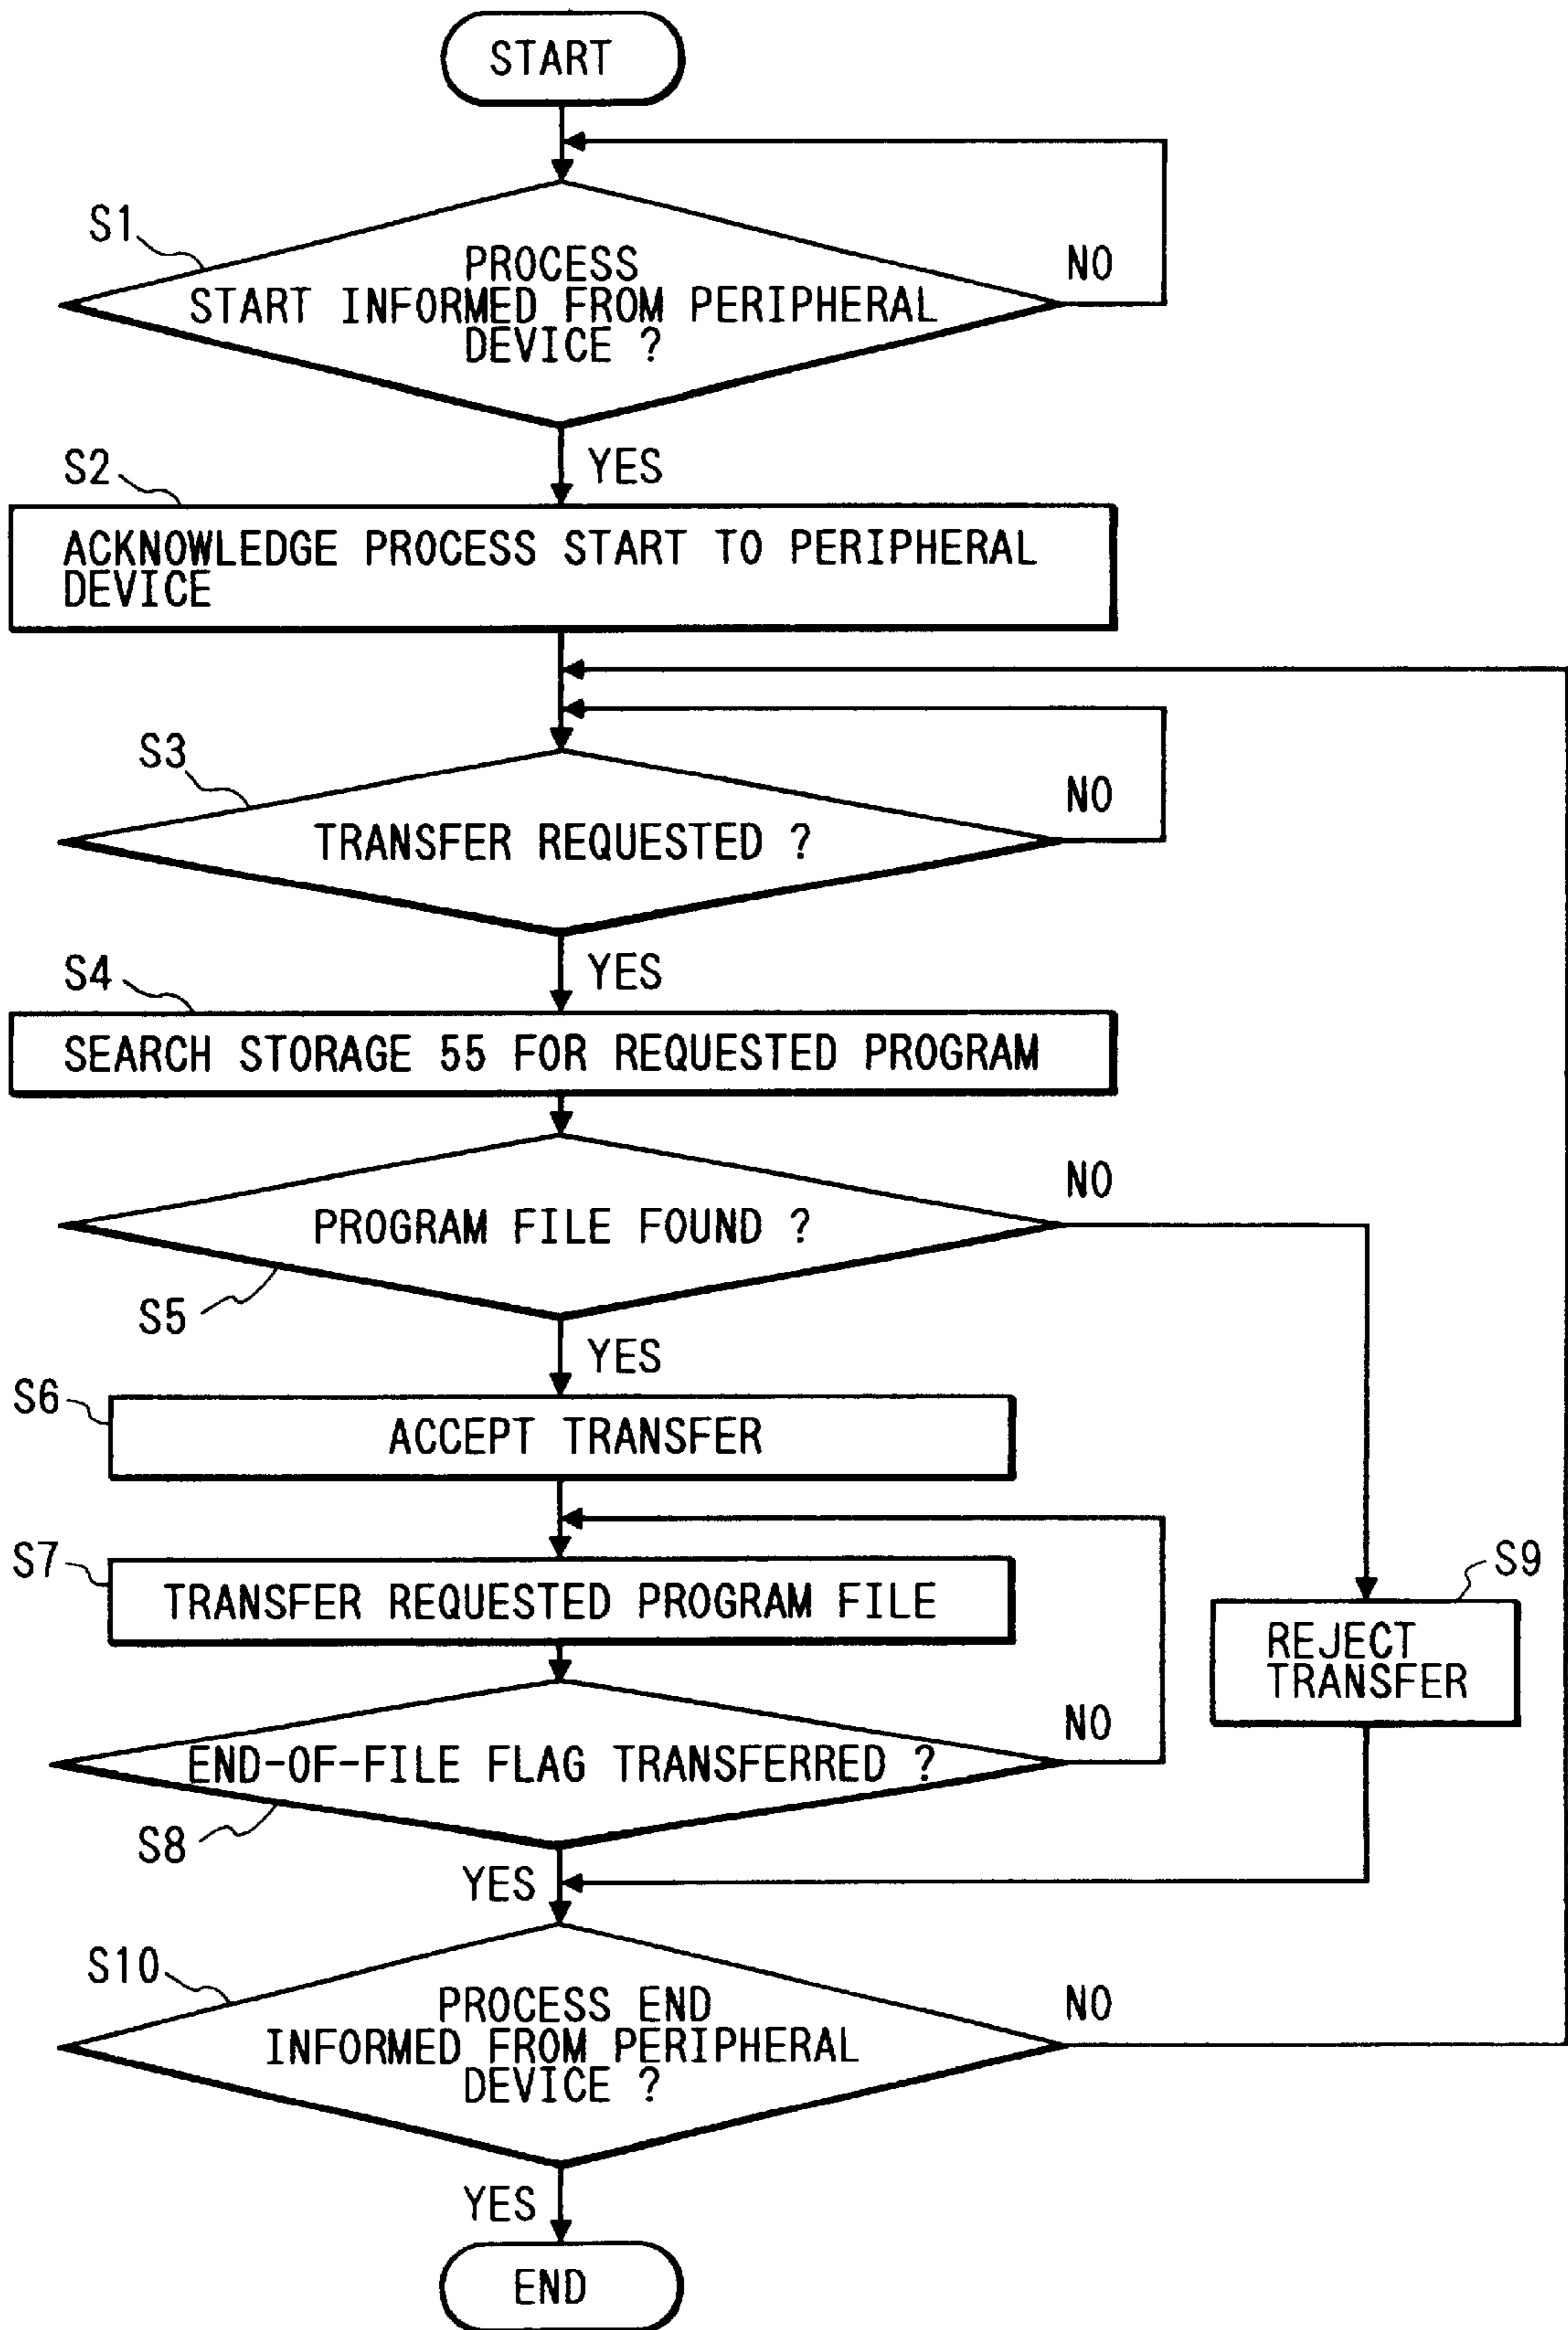 START
S1
PROCESS
START INFORMED FROM PERIPHERAL
DEVICE ?
NO
YES
S2
ACKNOWLEDGE PROCESS START TO PERIPHERAL
DEVICE
S3
TRANSFER REQUESTED ?
NO
YES
S4
SEARCH STORAGE 55 FOR REQUESTED PROGRAM
PROGRAM FILE FOUND ?
NO
S5
YES
S6
ACCEPT TRANSFER
S7
TRANSFER REQUESTED PROGRAM FILE
S9
REJECT
TRANSFER
END-OF-FILE FLAG TRANSFERRED ?
NO
S8
YES
S10
PROCESS END
INFORMED FROM PERIPHERAL
DEVICE ?
NO
YES
END